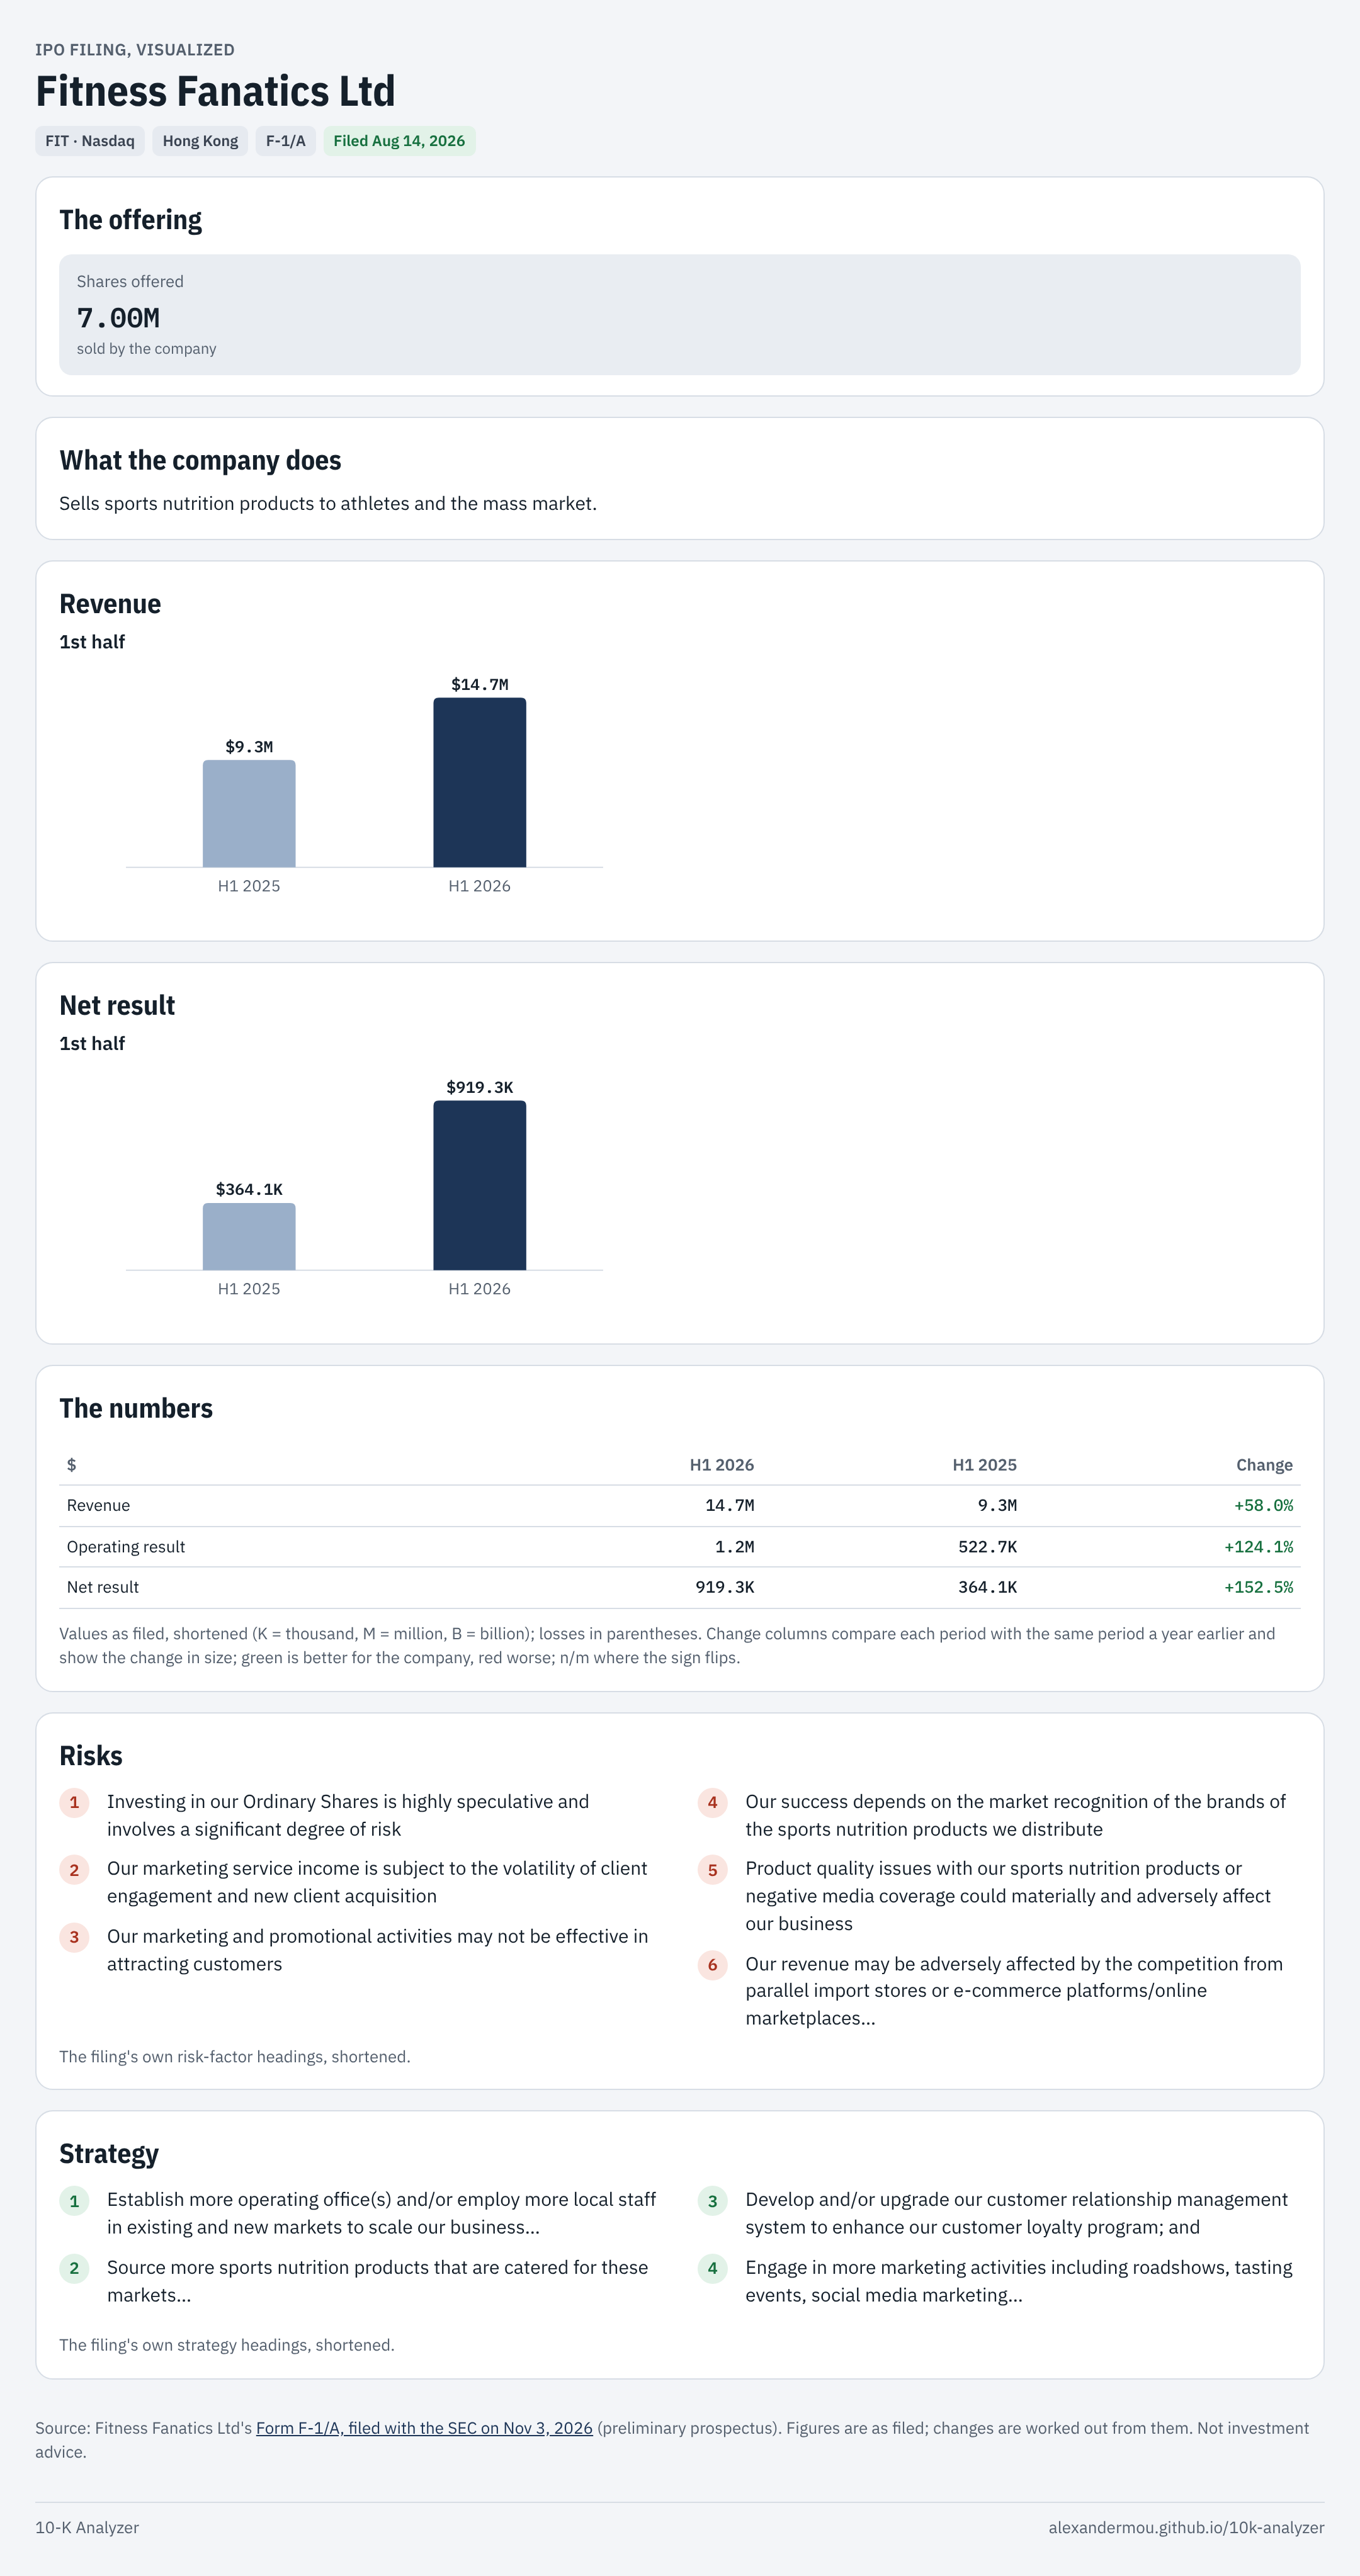 IPO FILING, VISUALIZED
Fitness Fanatics Ltd
FIT · Nasdaq
Hong Kong
F-1/A
Filed Aug 14, 2026
The offering
Shares offered
7.00M
sold by the company
What the company does
Sells sports nutrition products to athletes and the mass market.
Revenue
1st half
$14.7M
$9.3M
H1 2025
H1 2026
Net result
1st half
$919.3K
$364.1K
H1 2025
H1 2026
The numbers
$ H1 2026 H1 2025 Change
Revenue 14.7M 9.3M +58.0%
Operating result 1.2M 522.7K +124.1%
Net result 919.3K 364.1K +152.5%
Values as filed, shortened (K = thousand, M = million, B = billion); losses in parentheses. Change columns compare each period with the same period a year earlier and
show the change in size; green is better for the company, red worse; n/m where the sign flips.
Risks
1 Investing in our Ordinary Shares is highly speculative and
involves a significant degree of risk
2 Our marketing service income is subject to the volatility of client
engagement and new client acquisition
3 Our marketing and promotional activities may not be effective in
attracting customers
4 Our success depends on the market recognition of the brands of
the sports nutrition products we distribute
5 Product quality issues with our sports nutrition products or
negative media coverage could materially and adversely affect
our business
6 Our revenue may be adversely affected by the competition from
parallel import stores or e-commerce platforms/online
marketplaces...
The filing's own risk-factor headings, shortened.
Strategy
1 Establish more operating office(s) and/or employ more local staff
in existing and new markets to scale our business...
2 Source more sports nutrition products that are catered for these
markets...
3 Develop and/or upgrade our customer relationship management
system to enhance our customer loyalty program; and
4 Engage in more marketing activities including roadshows, tasting
events, social media marketing...
The filing's own strategy headings, shortened.
Source: Fitness Fanatics Ltd's Form F-1/A, filed with the SEC on Nov 3, 2026 (preliminary prospectus). Figures are as filed; changes are worked out from them. Not investment
advice.
10-K Analyzer
alexandermou.github.io/10k-analyzer